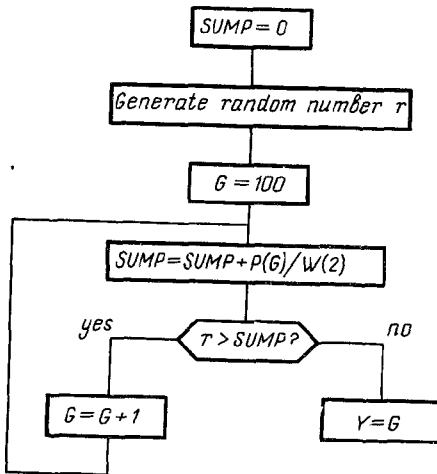 SUMP = 0
Generate random number r
G = 100
SUMP=SUMP+P(G)/W(2)
yes
r > SUMP?
no
G = G + 1
Y = G